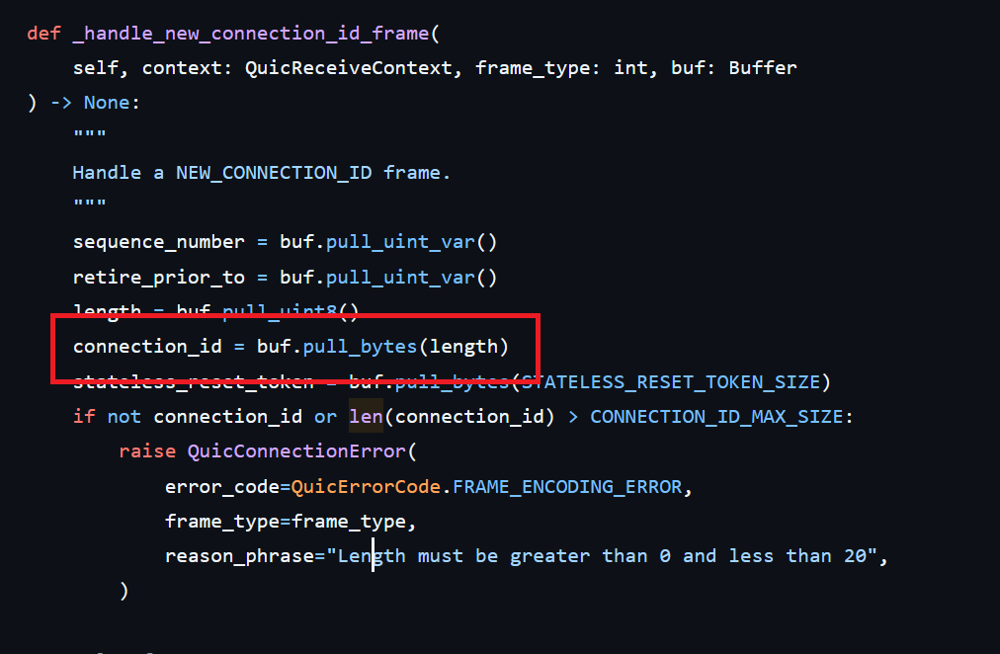 def _handle_new_connection_id_frame(
    self, context: QuicReceiveContext, frame_type: int, buf: Buffer
) -> None:
    """
    Handle a NEW_CONNECTION_ID frame.
    """
    sequence_number = buf.pull_uint_var()
    retire_prior_to = buf.pull_uint_var()
    length = buf.pull_uint8()
    connection_id = buf.pull_bytes(length)
    stateless_reset_token = buf.pull_bytes(STATELESS_RESET_TOKEN_SIZE)
    if not connection_id or len(connection_id) > CONNECTION_ID_MAX_SIZE:
        raise QuicConnectionError(
            error_code=QuicErrorCode.FRAME_ENCODING_ERROR,
            frame_type=frame_type,
            reason_phrase="Length must be greater than 0 and less than 20",
        )